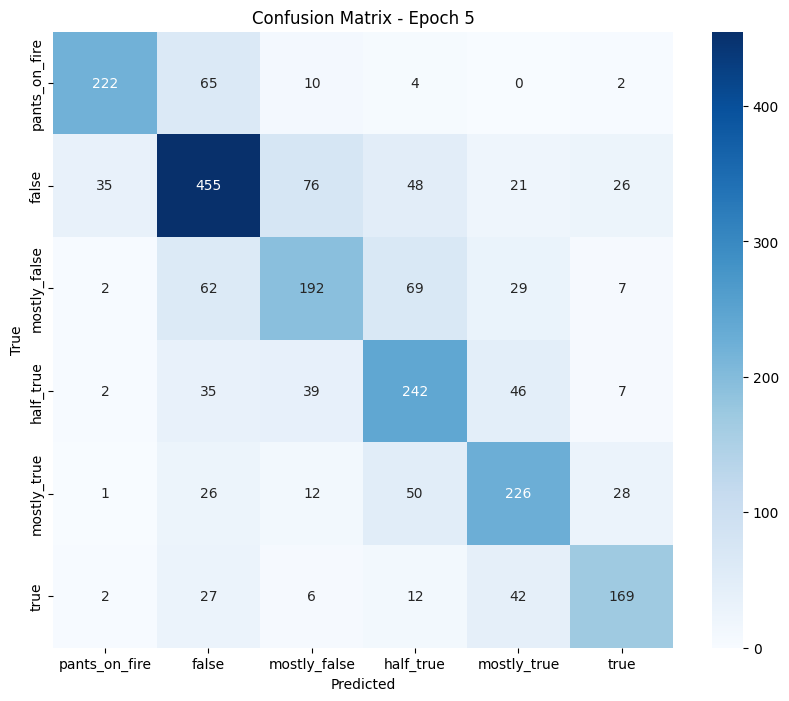 Confusion Matrix - Epoch 5
True
pants_on_fire 222 65 10 4 0 2
false 35 455 76 48 21 26
mostly_false 2 62 192 69 29 7
half_true 2 35 39 242 46 7
mostly_true 1 26 12 50 226 28
true 2 27 6 12 42 169
pants_on_fire false mostly_false half_true mostly_true true
Predicted
400
300
200
100
0